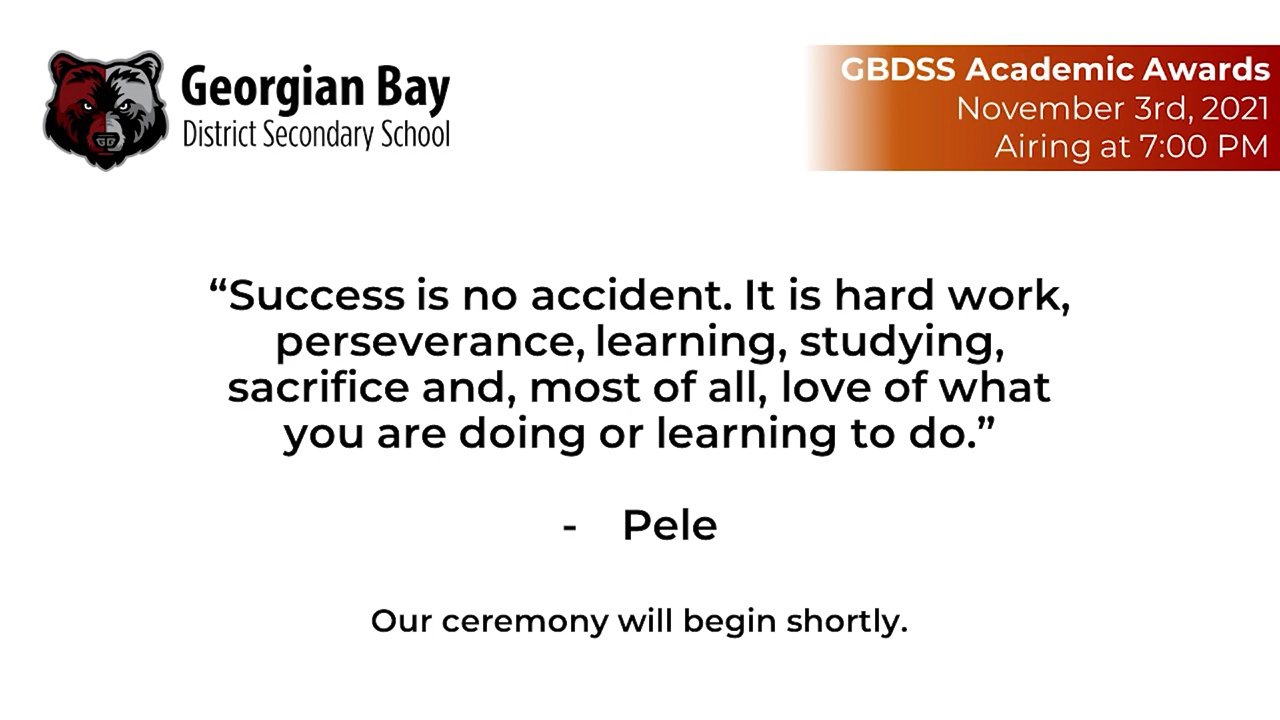 Georgian Bay
District Secondary School
GBDSS Academic Awards
November 3rd, 2021
Airing at 7:00 PM
“Success is no accident. It is hard work,
perseverance, learning, studying,
sacrifice and, most of all, love of what
you are doing or learning to do.”
- Pele
Our ceremony will begin shortly.